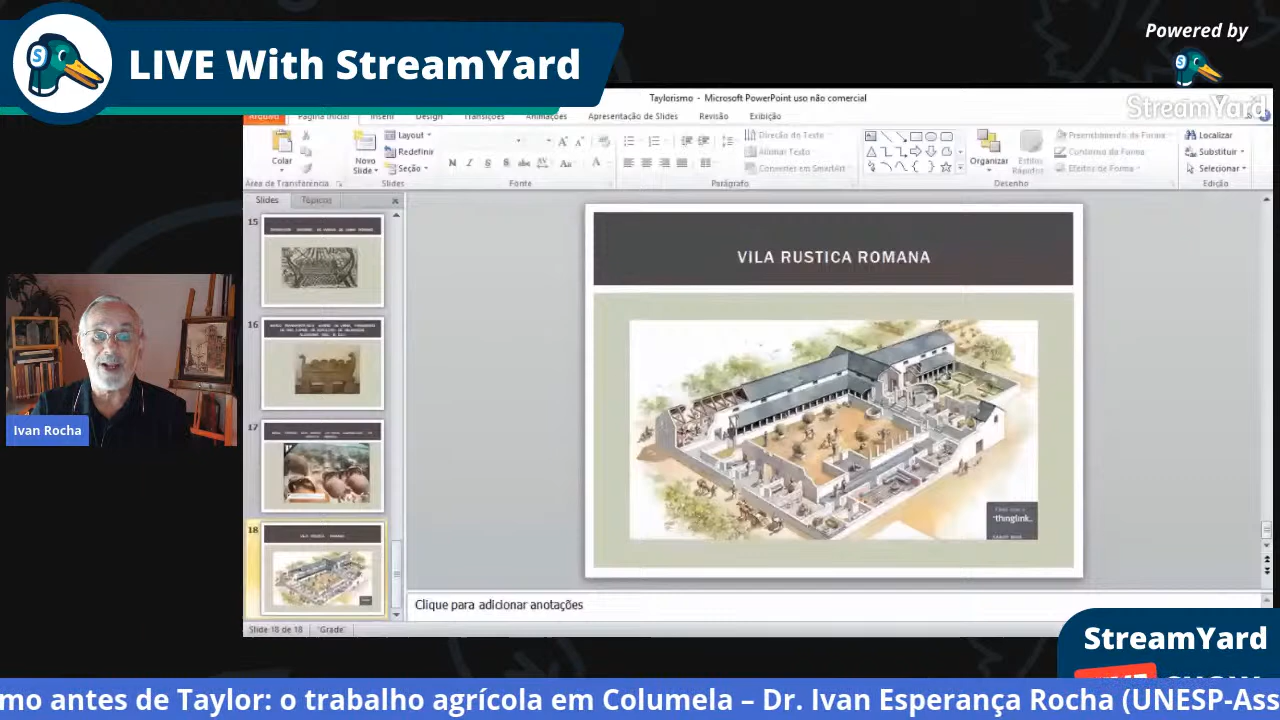 LIVE With StreamYard
Powered by
StreamYard
Taylorismo - Microsoft PowerPoint uso não comercial
Arquivo Página Inicial Inserir Design Transições Animações Apresentação de Slides Revisão Exibição
Colar
Área de Transferência
Novo Slide
Layout
Redefinir
Seção
Slides
N I S S abc
Fonte
Direção do Texto
Alinhar Texto
Converter em SmartArt
Parágrafo
Organizar
Estilos Rápidos
Preenchimento da Forma
Contorno da Forma
Efeitos de Forma
Desenho
Localizar
Substituir
Selecionar
Edição
Slides Tópicos
15
16
17
18
VILA RUSTICA ROMANA
VILA RUSTICA ROMANA
thinglink..
Clique para adicionar anotações
Slide 18 de 18 "Grade"
Ivan Rocha
StreamYard
mo antes de Taylor: o trabalho agrícola em Columela – Dr. Ivan Esperança Rocha (UNESP-Ass